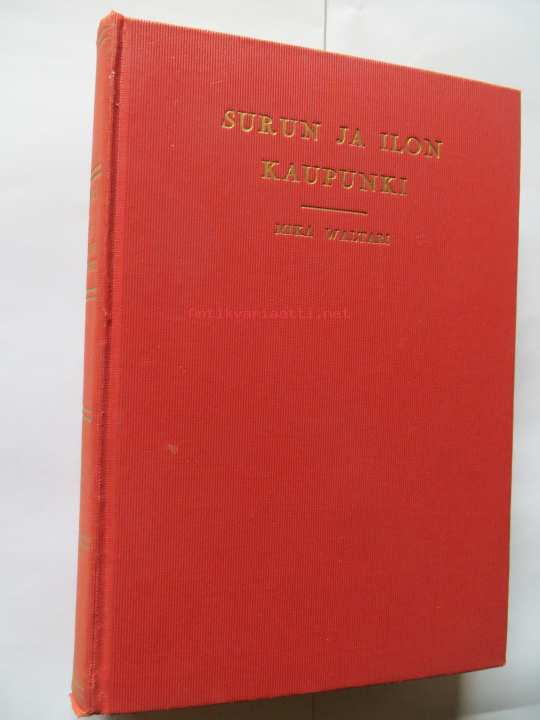 SURUN JA ILON
KAUPUNKI
MIKA WALTARI
antikvariaatti.net